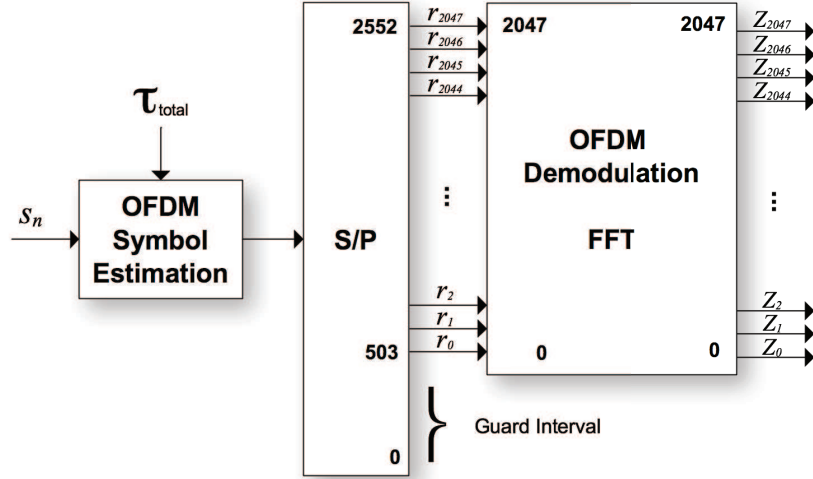 τtotal
sn
OFDM
Symbol
Estimation
2552
S/P
503
0
r2047
r2046
r2045
r2044
...
r2
r1
r0
Guard Interval
2047
2047
OFDM
Demodulation
FFT
0
0
Z2047
Z2046
Z2045
Z2044
...
Z2
Z1
Z0